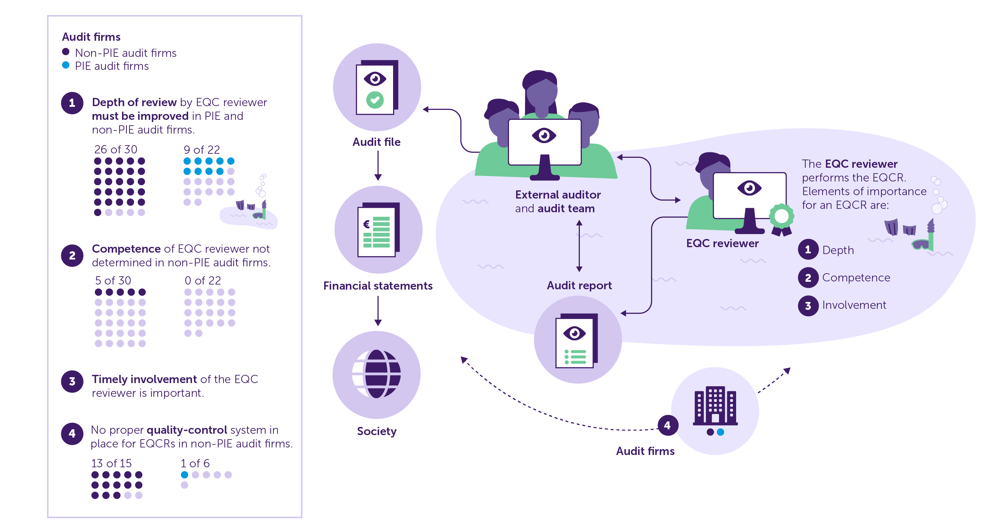 Audit firms
Non-PIE audit firms
PIE audit firms
1
Depth of review by EQC reviewer
must be improved in PIE and
non-PIE audit firms.
26 of 30
9 of 22
2
Competence of EQC reviewer not
determined in non-PIE audit firms.
5 of 30
0 of 22
3
Timely involvement of the EQC
reviewer is important.
4
No proper quality-control system in
place for EQCRs in non-PIE audit firms.
13 of 15
1 of 6
Audit file
€
Financial statements
Society
External auditor
and audit team
Audit report
EQC reviewer
The EQC reviewer
performs the EQCR.
Elements of importance
for an EQCR are:
1 Depth
2 Competence
3 Involvement
4
Audit firms